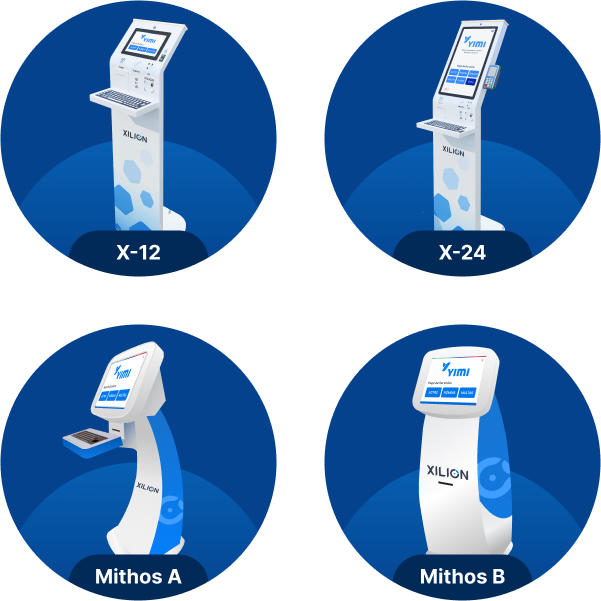 YIMI
XILION
X-12
YIMI
XILION
X-24
YIMI
XILION
Mithos A
YIMI
XILION
Mithos B